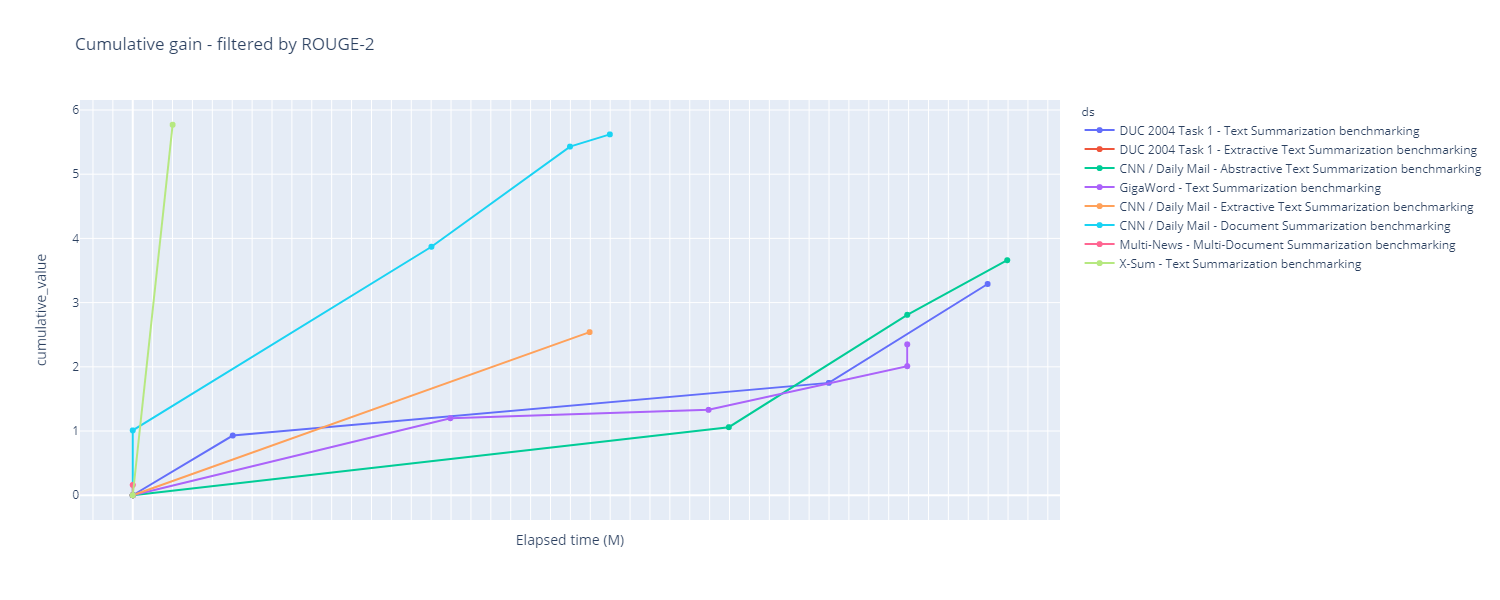 Cumulative gain - filtered by ROUGE-2
6
5
4
3
2
1
0
cumulative_value
Elapsed time (M)
ds
DUC 2004 Task 1 - Text Summarization benchmarking
DUC 2004 Task 1 - Extractive Text Summarization benchmarking
CNN / Daily Mail - Abstractive Text Summarization benchmarking
GigaWord - Text Summarization benchmarking
CNN / Daily Mail - Extractive Text Summarization benchmarking
CNN / Daily Mail - Document Summarization benchmarking
Multi-News - Multi-Document Summarization benchmarking
X-Sum - Text Summarization benchmarking